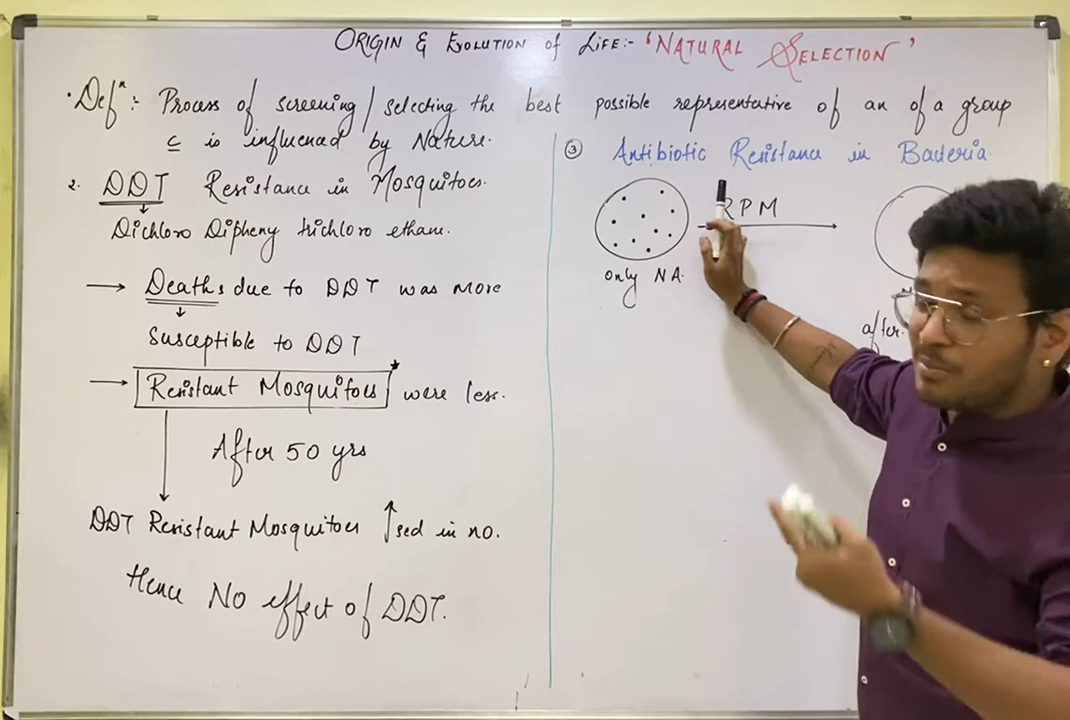 ORIGIN & EVOLUTION of LIFE:- 'NATURAL SELECTION'
• Defⁿ:- Process of screening/selecting the best possible representative of an of a group
c̲ is influenced by Nature.
2. DDT Resistance in Mosquitoes.
Dichloro Dipheny trichloro ethane.
→ Deaths due to DDT was more
↓
Susceptible to DDT
→ Resistant Mosquitoes* were less.
After 50 yrs
DDT Resistant Mosquitoes ↑sed in no.
Hence No effect of DDT.
③ Antibiotic Resistance in Bacteria.
RPM
only NA.
after